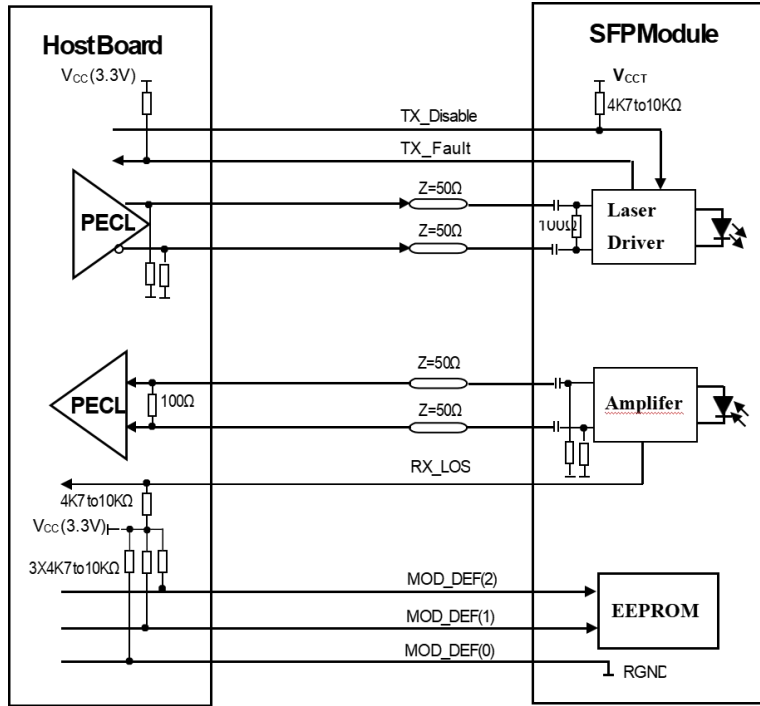 HostBoard
SFPModule
VCC(3.3V)
VCCT
4K7to10KΩ
TX_Disable
TX_Fault
Z=50Ω
PECL
100Ω
Laser
Driver
Z=50Ω
Z=50Ω
PECL
100Ω
Amplifer
Z=50Ω
RX_LOS
4K7to10KΩ
VCC(3.3V)
3X4K7to10KΩ
MOD_DEF(2)
EEPROM
MOD_DEF(1)
MOD_DEF(0)
RGND